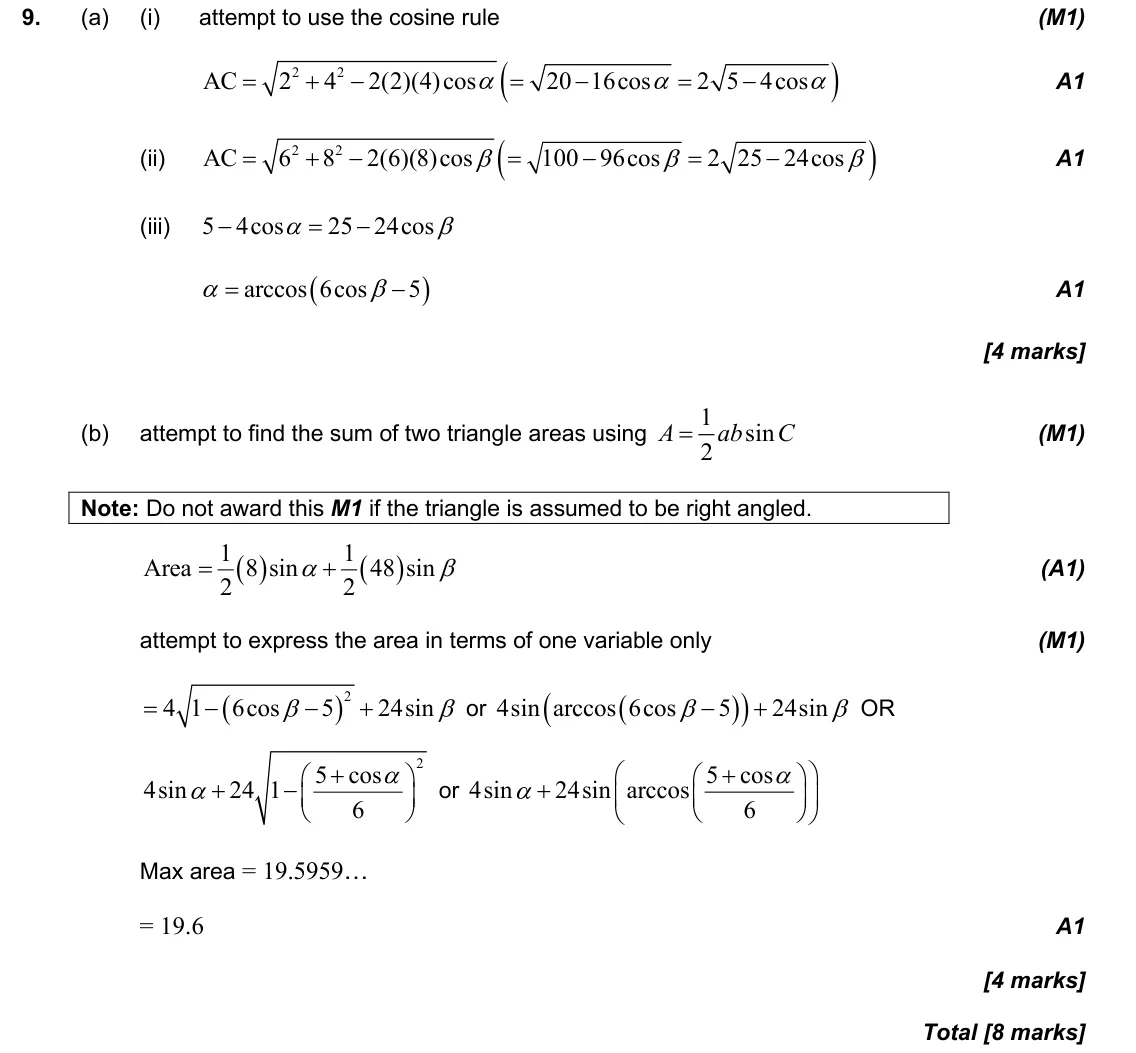 9. (a) (i) attempt to use the cosine rule (M1)
AC = √(2² + 4² − 2(2)(4)cos α) (= √(20 − 16cos α) = 2√(5 − 4cos α)) A1
(ii) AC = √(6² + 8² − 2(6)(8)cos β) (= √(100 − 96cos β) = 2√(25 − 24cos β)) A1
(iii) 5 − 4cos α = 25 − 24cos β
α = arccos(6cos β − 5) A1
[4 marks]
(b) attempt to find the sum of two triangle areas using A = 1/2 ab sin C (M1)
Note: Do not award this M1 if the triangle is assumed to be right angled.
Area = 1/2 (8)sin α + 1/2 (48)sin β (A1)
attempt to express the area in terms of one variable only (M1)
= 4√(1 − (6cos β − 5)²) + 24sin β or 4sin(arccos(6cos β − 5)) + 24sin β OR
4sin α + 24√(1 − ((5 + cos α)/6)²) or 4sin α + 24sin(arccos((5 + cos α)/6))
Max area = 19.5959…
= 19.6 A1
[4 marks]
Total [8 marks]